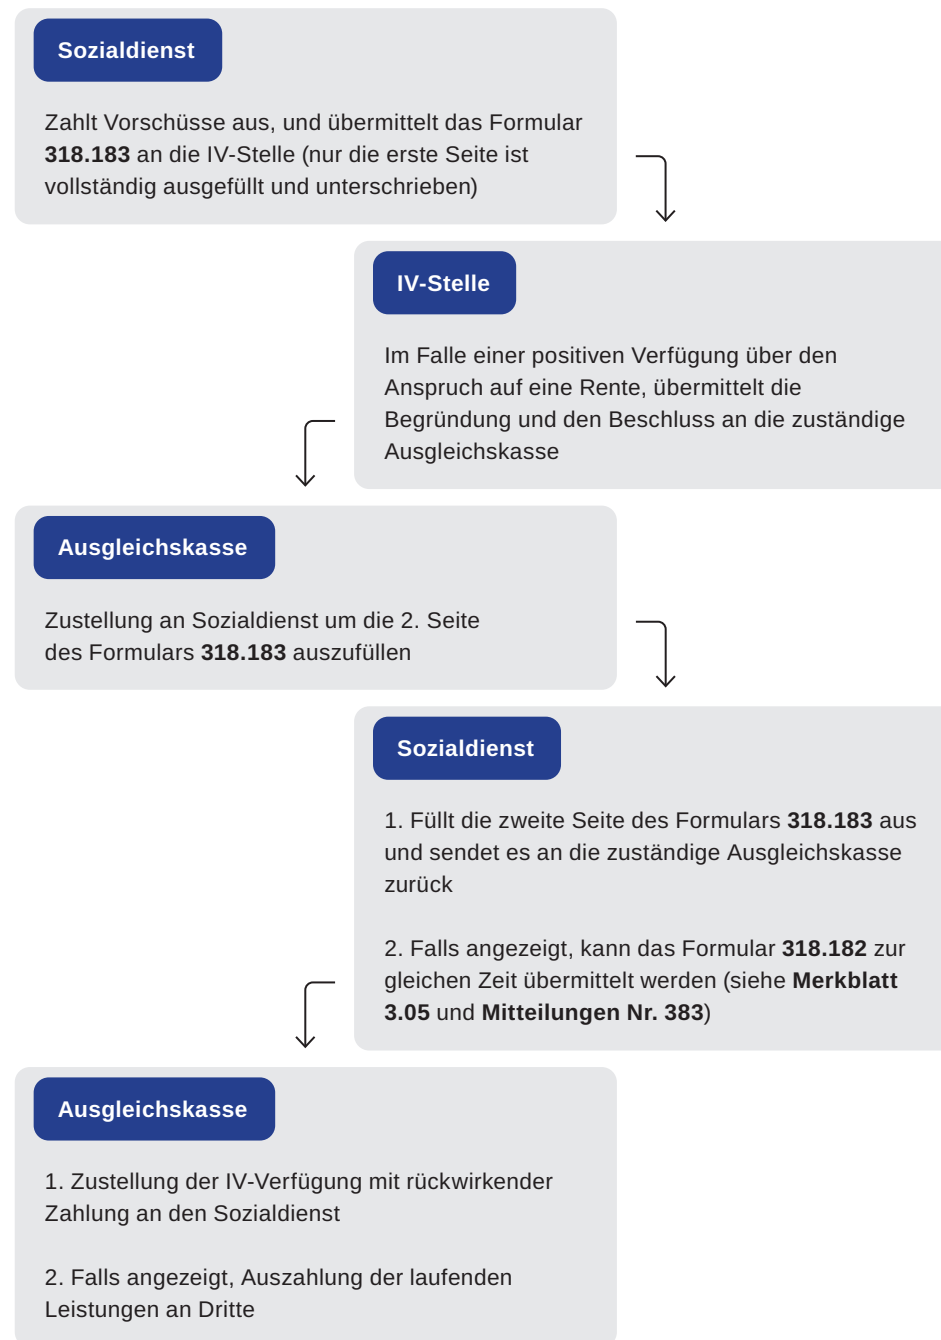 Sozialdienst
Zahlt Vorschüsse aus, und übermittelt das Formular
318.183 an die IV-Stelle (nur die erste Seite ist
vollständig ausgefüllt und unterschrieben)
IV-Stelle
Im Falle einer positiven Verfügung über den
Anspruch auf eine Rente, übermittelt die
Begründung und den Beschluss an die zuständige
Ausgleichskasse
Ausgleichskasse
Zustellung an Sozialdienst um die 2. Seite
des Formulars 318.183 auszufüllen
Sozialdienst
1. Füllt die zweite Seite des Formulars 318.183 aus
und sendet es an die zuständige Ausgleichskasse
zurück
2. Falls angezeigt, kann das Formular 318.182 zur
gleichen Zeit übermittelt werden (siehe Merkblatt
3.05 und Mitteilungen Nr. 383)
Ausgleichskasse
1. Zustellung der IV-Verfügung mit rückwirkender
Zahlung an den Sozialdienst
2. Falls angezeigt, Auszahlung der laufenden
Leistungen an Dritte